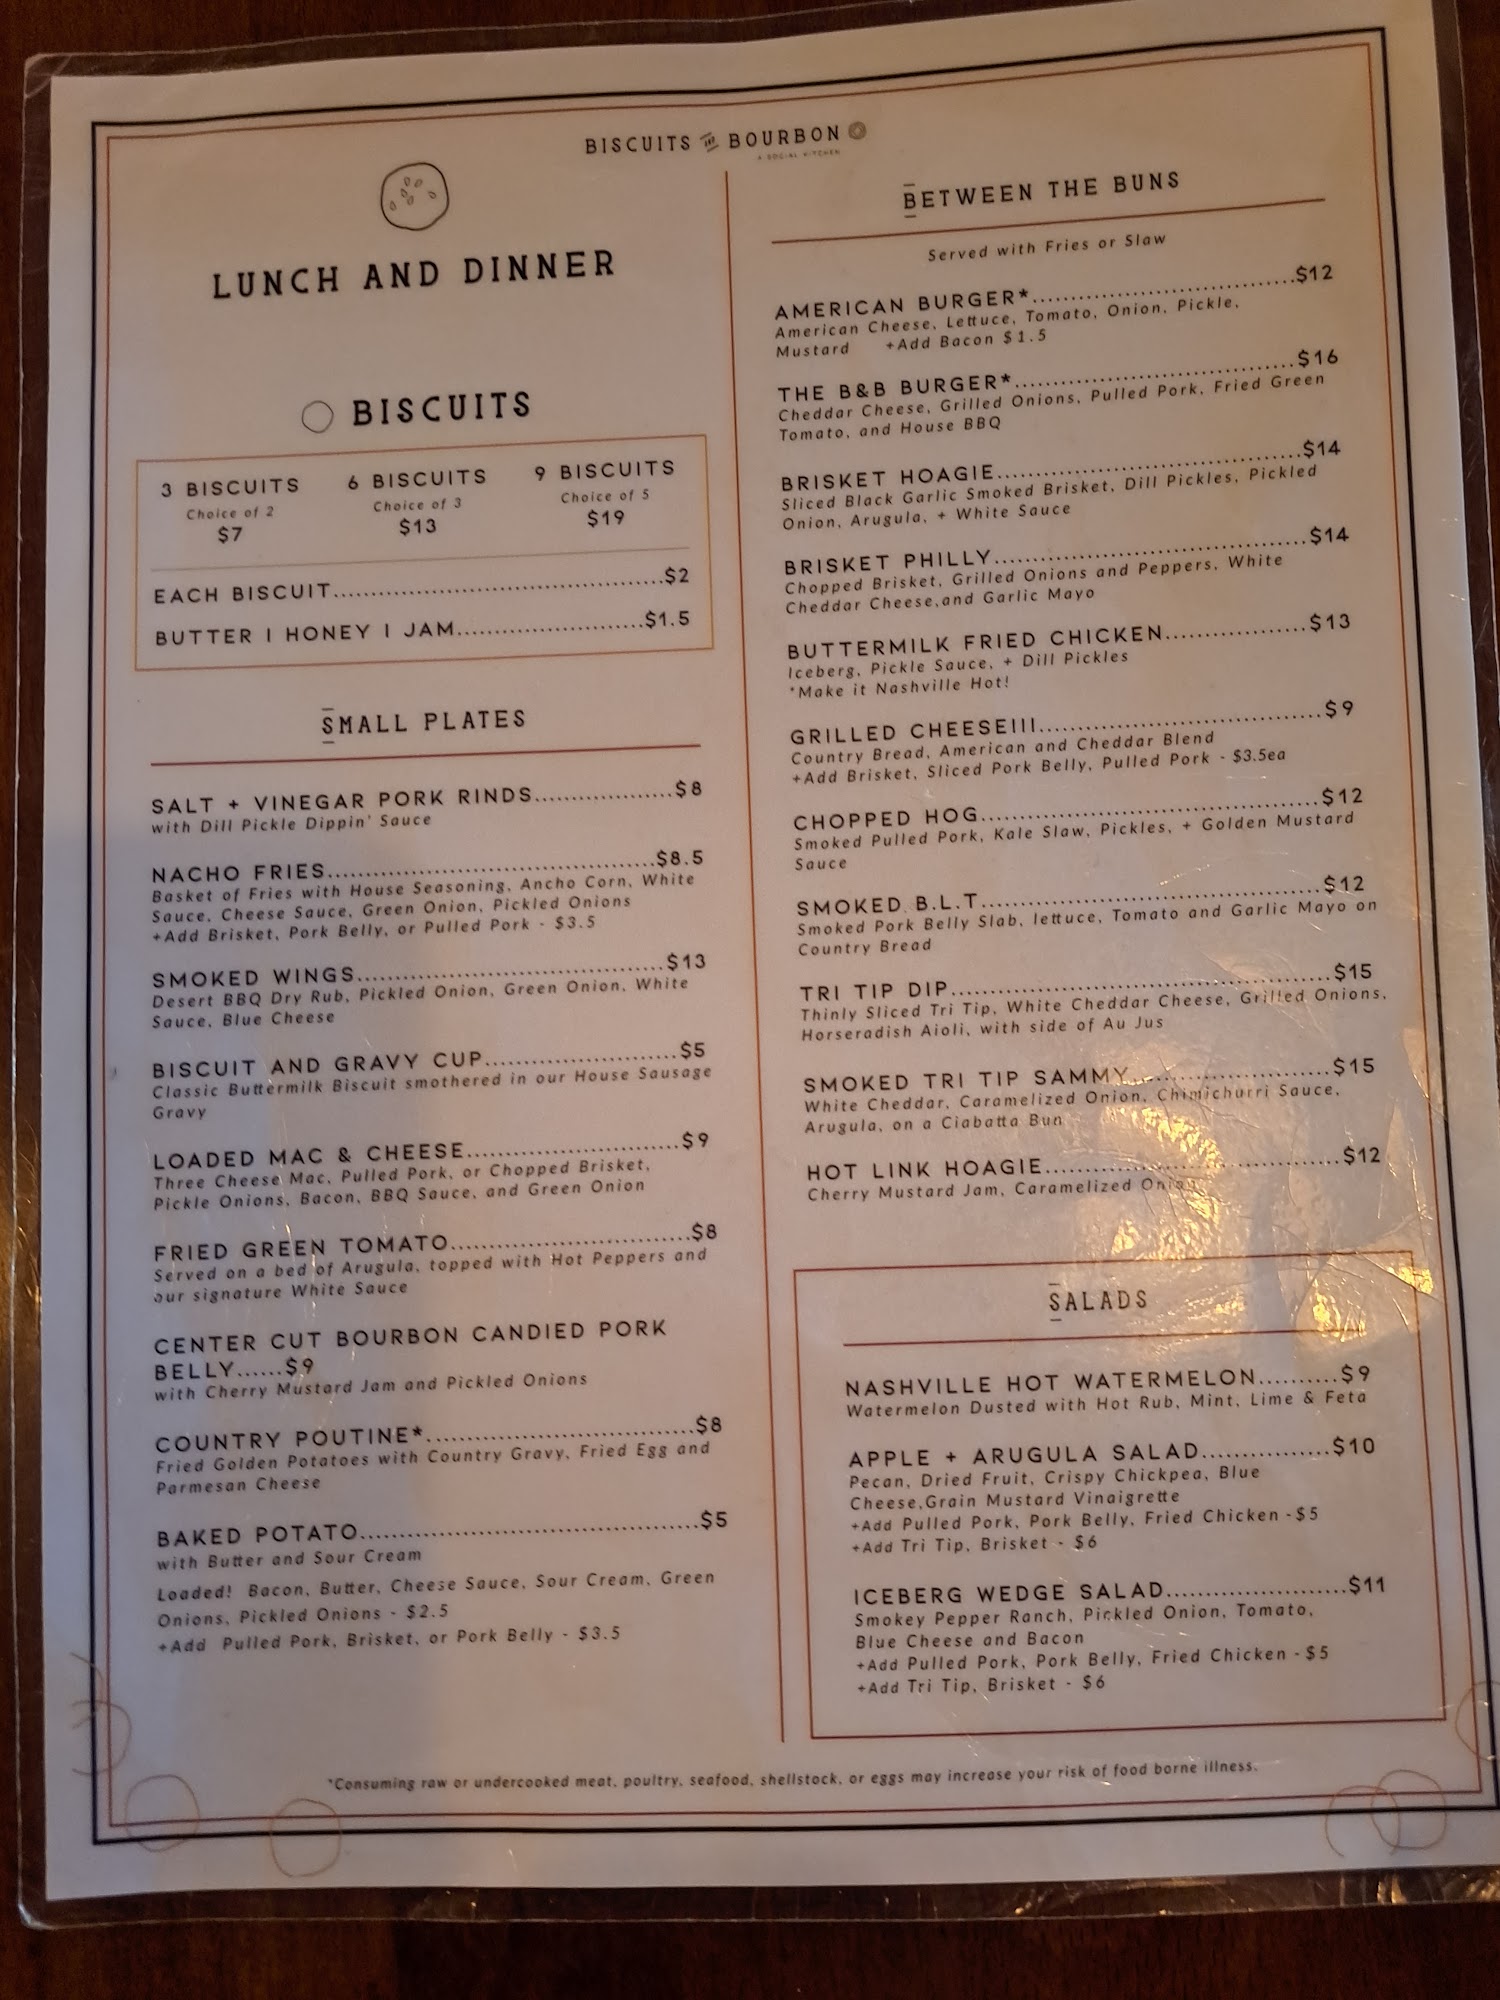 BISCUITS AND BOURBON
A SOCIAL KITCHEN
LUNCH AND DINNER
BISCUITS
3 BISCUITS
Choice of 2
$7
6 BISCUITS
Choice of 3
$13
9 BISCUITS
Choice of 5
$19
EACH BISCUIT..........$2
BUTTER I HONEY I JAM..........$1.5
SMALL PLATES
SALT + VINEGAR PORK RINDS..........$8
with Dill Pickle Dippin' Sauce
NACHO FRIES..........$8.5
Basket of Fries with House Seasoning, Ancho Corn, White
Sauce, Cheese Sauce, Green Onion, Pickled Onions
+Add Brisket, Pork Belly, or Pulled Pork - $3.5
SMOKED WINGS..........$13
Desert BBQ Dry Rub, Pickled Onion, Green Onion, White
Sauce, Blue Cheese
BISCUIT AND GRAVY CUP..........$5
Classic Buttermilk Biscuit smothered in our House Sausage
Gravy
LOADED MAC & CHEESE..........$9
Three Cheese Mac, Pulled Pork, or Chopped Brisket,
Pickle Onions, Bacon, BBQ Sauce, and Green Onion
FRIED GREEN TOMATO..........$8
Served on a bed of Arugula, topped with Hot Peppers and
our signature White Sauce
CENTER CUT BOURBON CANDIED PORK
BELLY......$9
with Cherry Mustard Jam and Pickled Onions
COUNTRY POUTINE*..........$8
Fried Golden Potatoes with Country Gravy, Fried Egg and
Parmesan Cheese
BAKED POTATO..........$5
with Butter and Sour Cream
Loaded! Bacon, Butter, Cheese Sauce, Sour Cream, Green
Onions, Pickled Onions - $2.5
+Add Pulled Pork, Brisket, or Pork Belly - $3.5
BETWEEN THE BUNS
Served with Fries or Slaw
AMERICAN BURGER*..........$12
American Cheese, Lettuce, Tomato, Onion, Pickle,
Mustard +Add Bacon $1.5
THE B&B BURGER*..........$16
Cheddar Cheese, Grilled Onions, Pulled Pork, Fried Green
Tomato, and House BBQ
BRISKET HOAGIE..........$14
Sliced Black Garlic Smoked Brisket, Dill Pickles, Pickled
Onion, Arugula, + White Sauce
BRISKET PHILLY..........$14
Chopped Brisket, Grilled Onions and Peppers, White
Cheddar Cheese,and Garlic Mayo
BUTTERMILK FRIED CHICKEN..........$13
Iceberg, Pickle Sauce, + Dill Pickles
*Make it Nashville Hot!
GRILLED CHEESEIII..........$9
Country Bread, American and Cheddar Blend
+Add Brisket, Sliced Pork Belly, Pulled Pork - $3.5ea
CHOPPED HOG..........$12
Smoked Pulled Pork, Kale Slaw, Pickles, + Golden Mustard
Sauce
SMOKED B.L.T..........$12
Smoked Pork Belly Slab, lettuce, Tomato and Garlic Mayo on
Country Bread
TRI TIP DIP..........$15
Thinly Sliced Tri Tip, White Cheddar Cheese, Grilled Onions,
Horseradish Aioli, with side of Au Jus
SMOKED TRI TIP SAMMY..........$15
White Cheddar, Caramelized Onion, Chimichurri Sauce,
Arugula, on a Ciabatta Bun
HOT LINK HOAGIE..........$12
Cherry Mustard Jam, Caramelized Onion
SALADS
NASHVILLE HOT WATERMELON..........$9
Watermelon Dusted with Hot Rub, Mint, Lime & Feta
APPLE + ARUGULA SALAD..........$10
Pecan, Dried Fruit, Crispy Chickpea, Blue
Cheese,Grain Mustard Vinaigrette
+Add Pulled Pork, Pork Belly, Fried Chicken -$5
+Add Tri Tip, Brisket - $6
ICEBERG WEDGE SALAD..........$11
Smokey Pepper Ranch, Pickled Onion, Tomato,
Blue Cheese and Bacon
+Add Pulled Pork, Pork Belly, Fried Chicken -$5
+Add Tri Tip, Brisket - $6
*Consuming raw or undercooked meat, poultry, seafood, shellstock, or eggs may increase your risk of food borne illness.